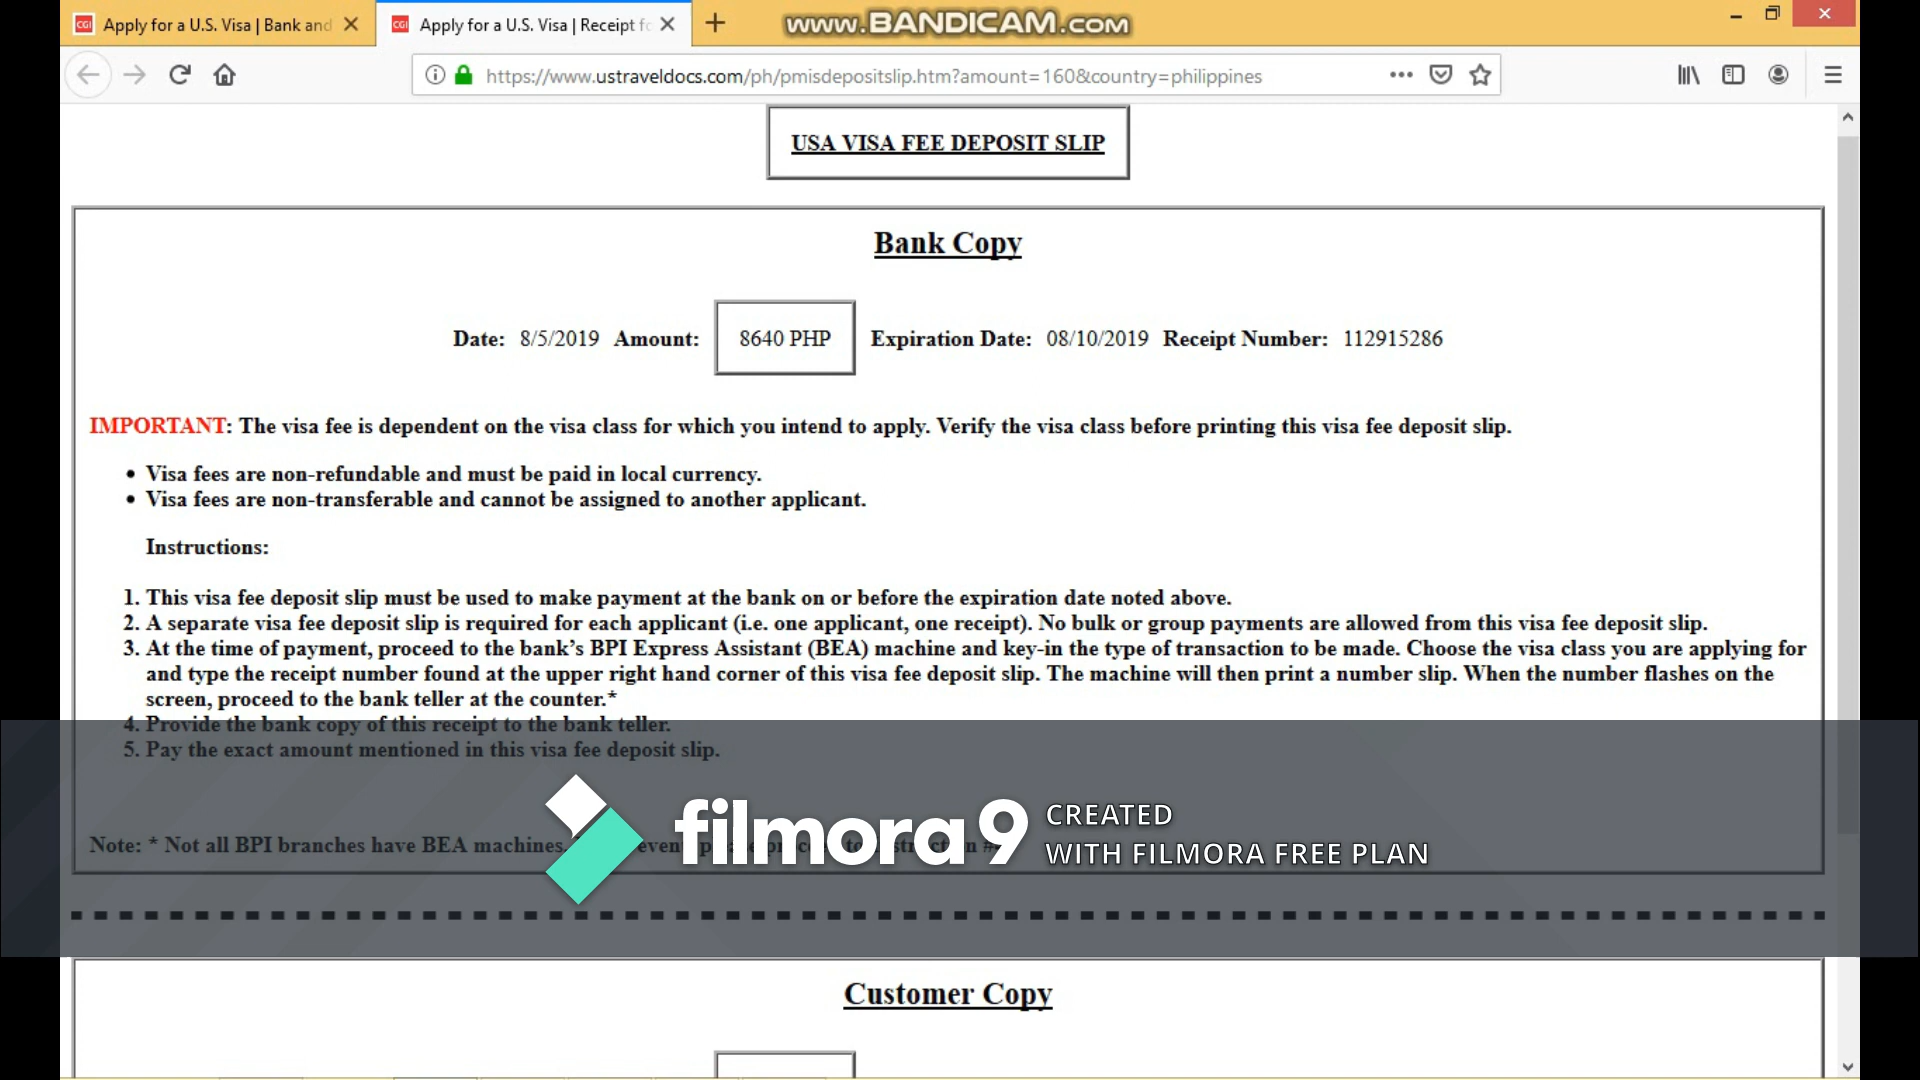 Apply for a U.S. Visa | Bank and
Apply for a U.S. Visa | Receipt fo
www.BANDICAM.com
https://www.ustraveldocs.com/ph/pmisdepositslip.htm?amount=160&country=philippines
USA VISA FEE DEPOSIT SLIP
Bank Copy
Date: 8/5/2019 Amount: 8640 PHP Expiration Date: 08/10/2019 Receipt Number: 112915286
IMPORTANT: The visa fee is dependent on the visa class for which you intend to apply. Verify the visa class before printing this visa fee deposit slip.
• Visa fees are non-refundable and must be paid in local currency.
• Visa fees are non-transferable and cannot be assigned to another applicant.
Instructions:
1. This visa fee deposit slip must be used to make payment at the bank on or before the expiration date noted above.
2. A separate visa fee deposit slip is required for each applicant (i.e. one applicant, one receipt). No bulk or group payments are allowed from this visa fee deposit slip.
3. At the time of payment, proceed to the bank’s BPI Express Assistant (BEA) machine and key-in the type of transaction to be made. Choose the visa class you are applying for
and type the receipt number found at the upper right hand corner of this visa fee deposit slip. The machine will then print a number slip. When the number flashes on the
screen, proceed to the bank teller at the counter.*
4. Provide the bank copy of this receipt to the bank teller.
5. Pay the exact amount mentioned in this visa fee deposit slip.
Note: * Not all BPI branches have BEA machines.
filmora9 CREATED
WITH FILMORA FREE PLAN
Customer Copy